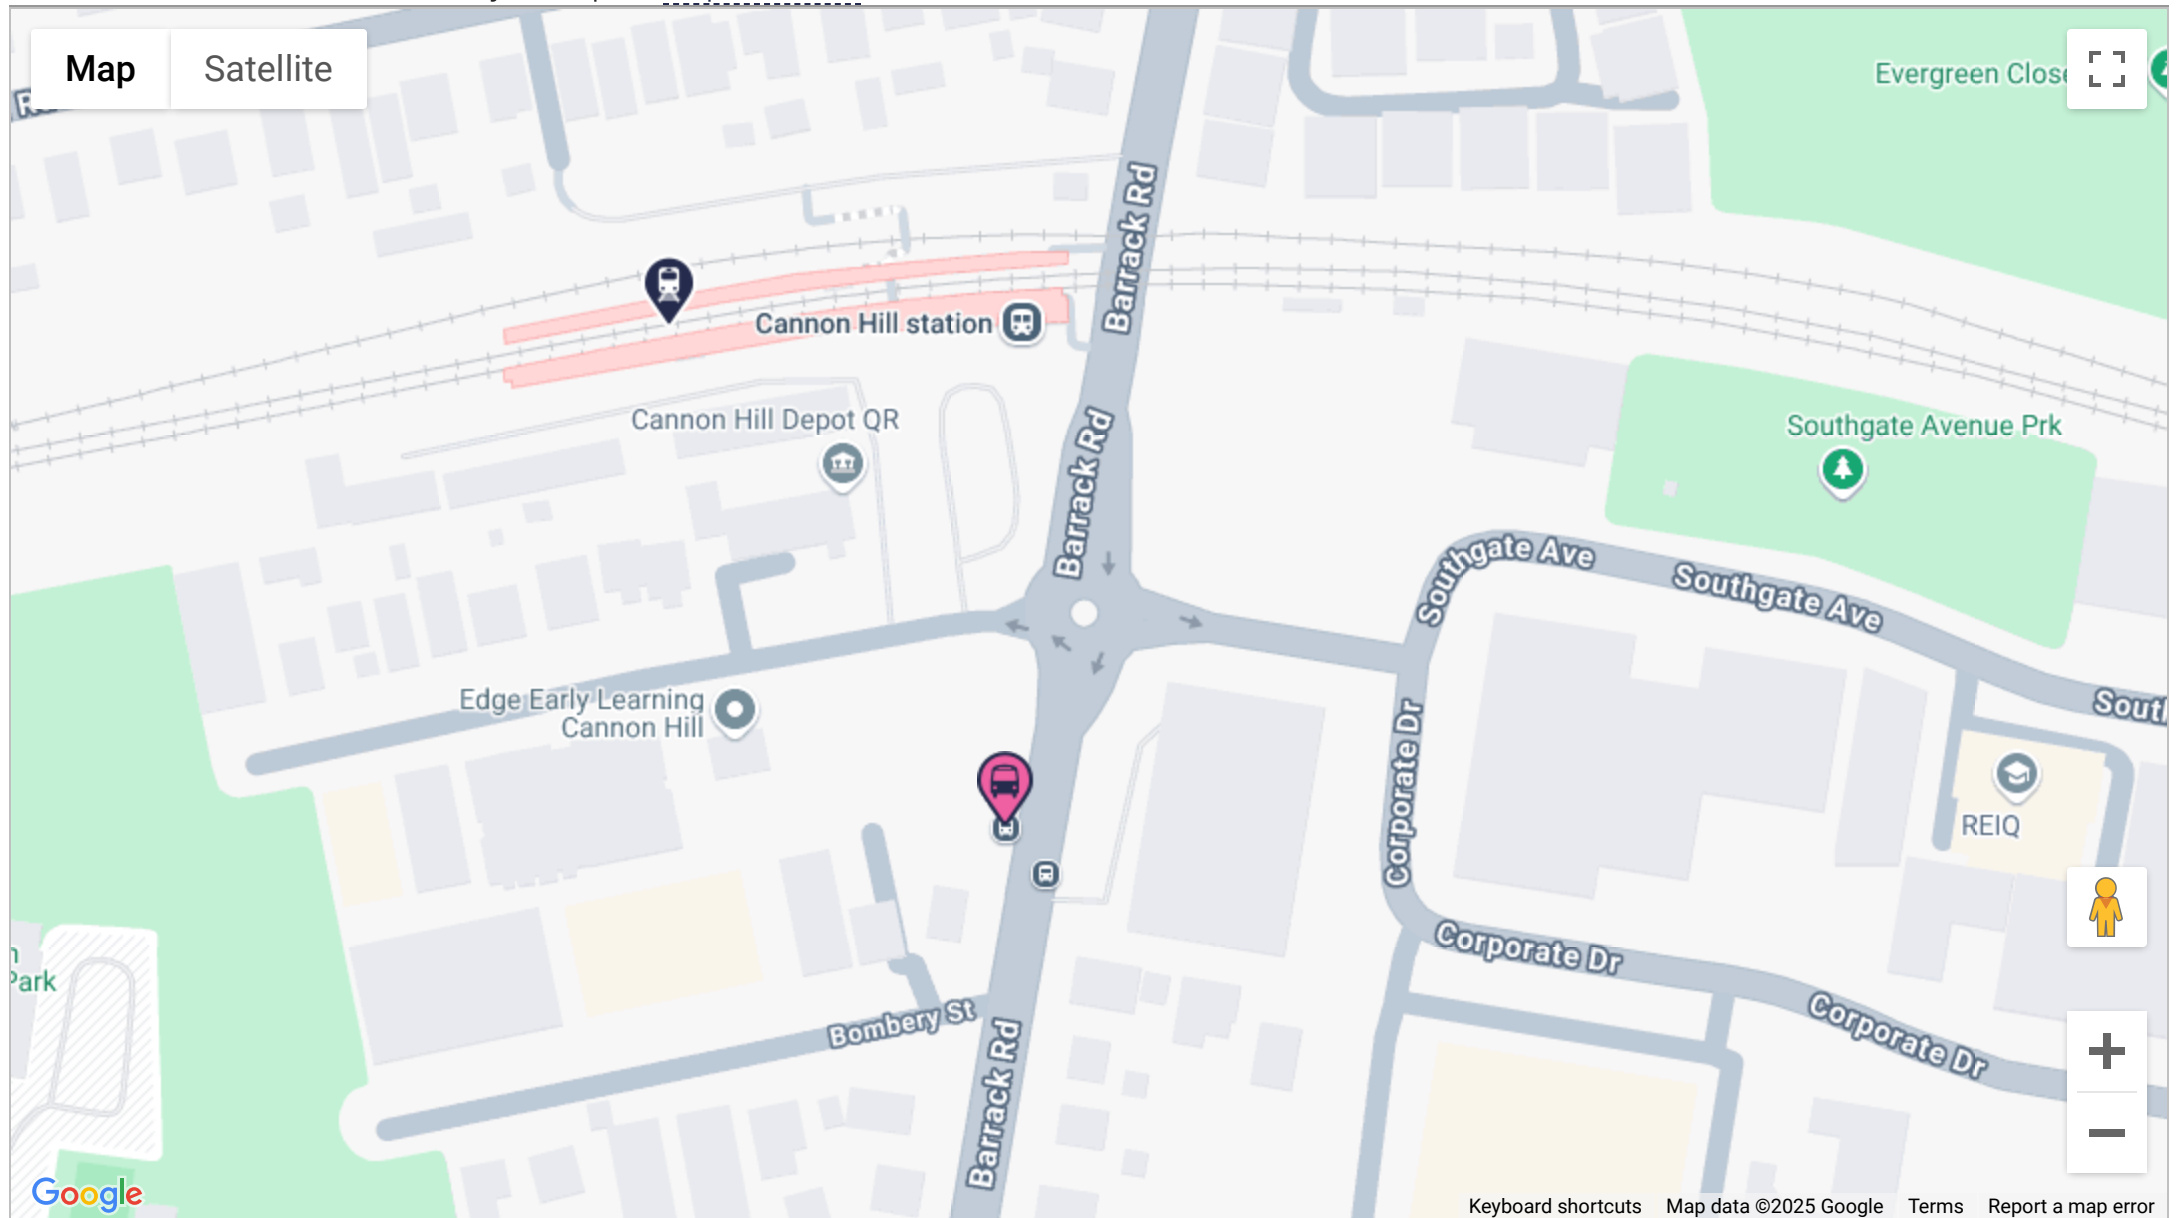 Map
Satellite
Evergreen Close
Barrack Rd
Cannon Hill station
Cannon Hill Depot QR
Barrack Rd
Southgate Avenue Prk
Southgate Ave
Southgate Ave
Edge Early Learning
Cannon Hill
Corporate Dr
REIQ
Corporate Dr
Park
Bombery St
Corporate Dr
Barrack Rd
Google
Keyboard shortcuts
Map data ©2025 Google
Terms
Report a map error